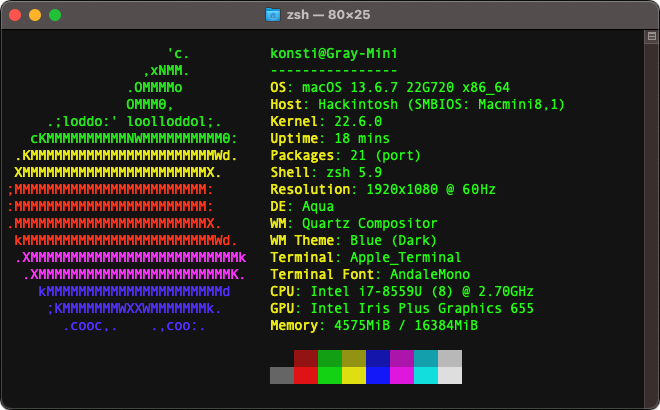 zsh — 80×25
'c.
,xNMM.
.OMMMMo
OMMM0,
.;loddo:' loolloddol;.
cKMMMMMMMMMMNWMMMMMMMMMM0:
.KMMMMMMMMMMMMMMMMMMMMMMMWd.
XMMMMMMMMMMMMMMMMMMMMMMMX.
;MMMMMMMMMMMMMMMMMMMMMMMM:
:MMMMMMMMMMMMMMMMMMMMMMMM:
.MMMMMMMMMMMMMMMMMMMMMMMMX.
kMMMMMMMMMMMMMMMMMMMMMMMMWd.
.XMMMMMMMMMMMMMMMMMMMMMMMMMMk
.XMMMMMMMMMMMMMMMMMMMMMMMMK.
kMMMMMMMMMMMMMMMMMMMMMMd
;KMMMMMMMWXXWMMMMMMMk.
.cooc,.    .,coo:.
konsti@Gray-Mini
----------------
OS: macOS 13.6.7 22G720 x86_64
Host: Hackintosh (SMBIOS: Macmini8,1)
Kernel: 22.6.0
Uptime: 18 mins
Packages: 21 (port)
Shell: zsh 5.9
Resolution: 1920x1080 @ 60Hz
DE: Aqua
WM: Quartz Compositor
WM Theme: Blue (Dark)
Terminal: Apple_Terminal
Terminal Font: AndaleMono
CPU: Intel i7-8559U (8) @ 2.70GHz
GPU: Intel Iris Plus Graphics 655
Memory: 4575MiB / 16384MiB